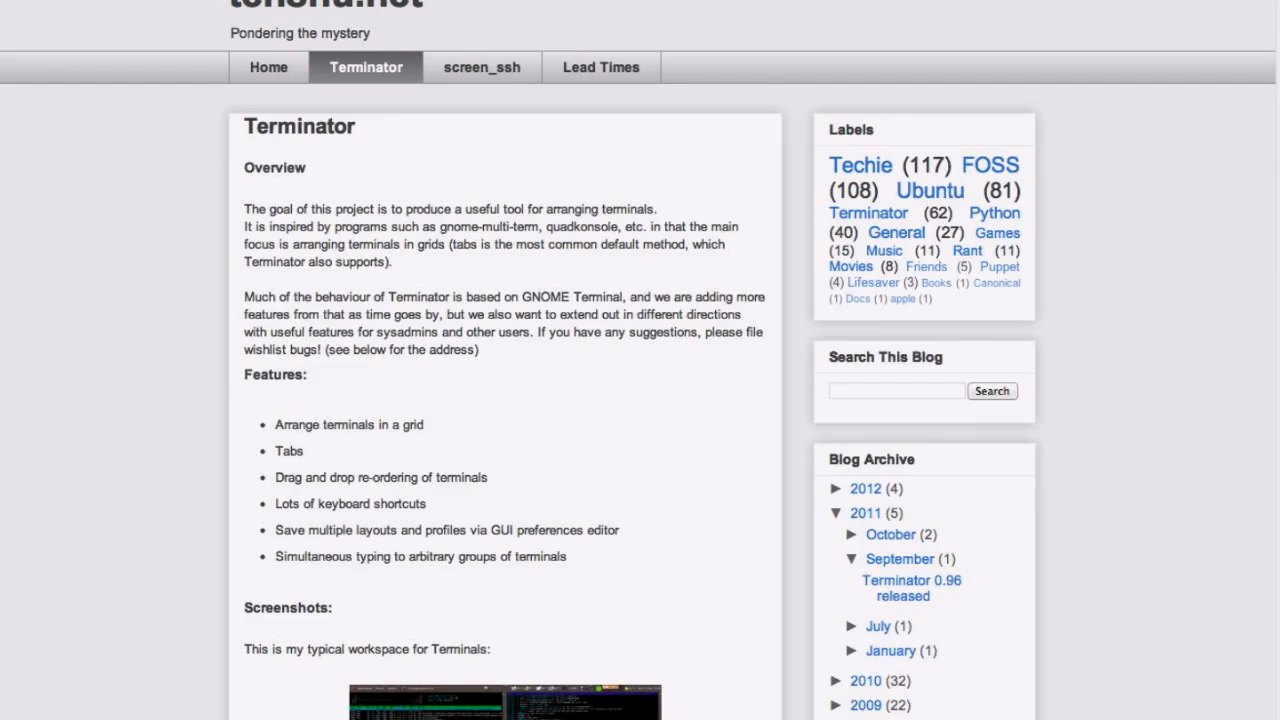 Pondering the mystery
Home
Terminator
screen_ssh
Lead Times
Terminator
Overview
The goal of this project is to produce a useful tool for arranging terminals.
It is inspired by programs such as gnome-multi-term, quadkonsole, etc. in that the main
focus is arranging terminals in grids (tabs is the most common default method, which
Terminator also supports).
Much of the behaviour of Terminator is based on GNOME Terminal, and we are adding more
features from that as time goes by, but we also want to extend out in different directions
with useful features for sysadmins and other users. If you have any suggestions, please file
wishlist bugs! (see below for the address)
Features:
• Arrange terminals in a grid
• Tabs
• Drag and drop re-ordering of terminals
• Lots of keyboard shortcuts
• Save multiple layouts and profiles via GUI preferences editor
• Simultaneous typing to arbitrary groups of terminals
Screenshots:
This is my typical workspace for Terminals:
Labels
Techie (117) FOSS
(108) Ubuntu (81)
Terminator (62) Python
(40) General (27) Games
(15) Music (11) Rant (11)
Movies (8) Friends (5) Puppet
(4) Lifesaver (3) Books (1) Canonical
(1) Docs (1) apple (1)
Search This Blog
Search
Blog Archive
► 2012 (4)
▼ 2011 (5)
► October (2)
▼ September (1)
Terminator 0.96
released
► July (1)
► January (1)
► 2010 (32)
► 2009 (22)